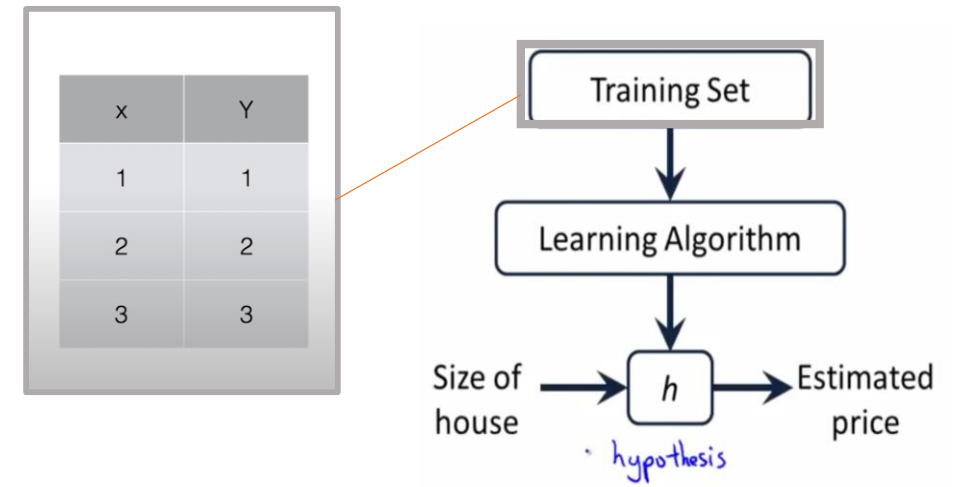 x Y
1 1
2 2
3 3
Training Set
Learning Algorithm
Size of
house
h
Estimated
price
hypothesis